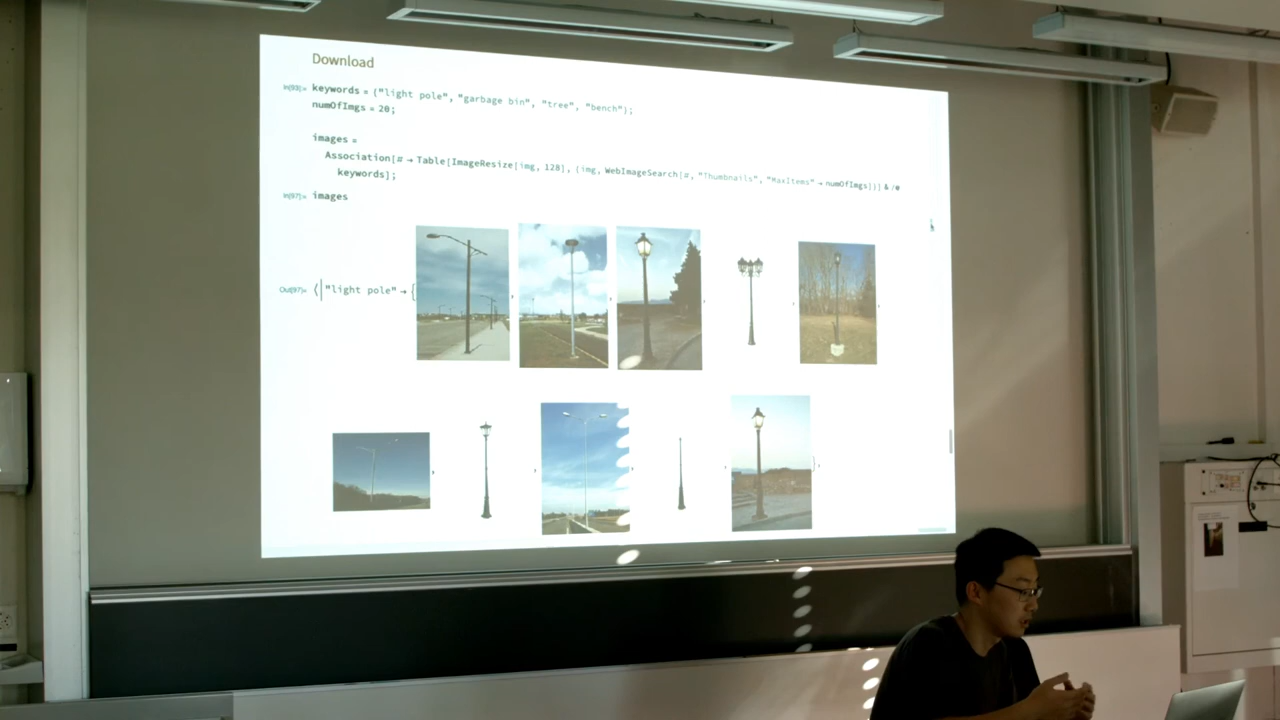 Download
In[93]:= keywords = {"light pole", "garbage bin", "tree", "bench"};
numOfImgs = 20;
images =
Association[# → Table[ImageResize[img, 128], {img, WebImageSearch[#, "Thumbnails", "MaxItems" → numOfImgs]}] & /@
keywords];
In[97]:= images
Out[97]= <| "light pole" → {